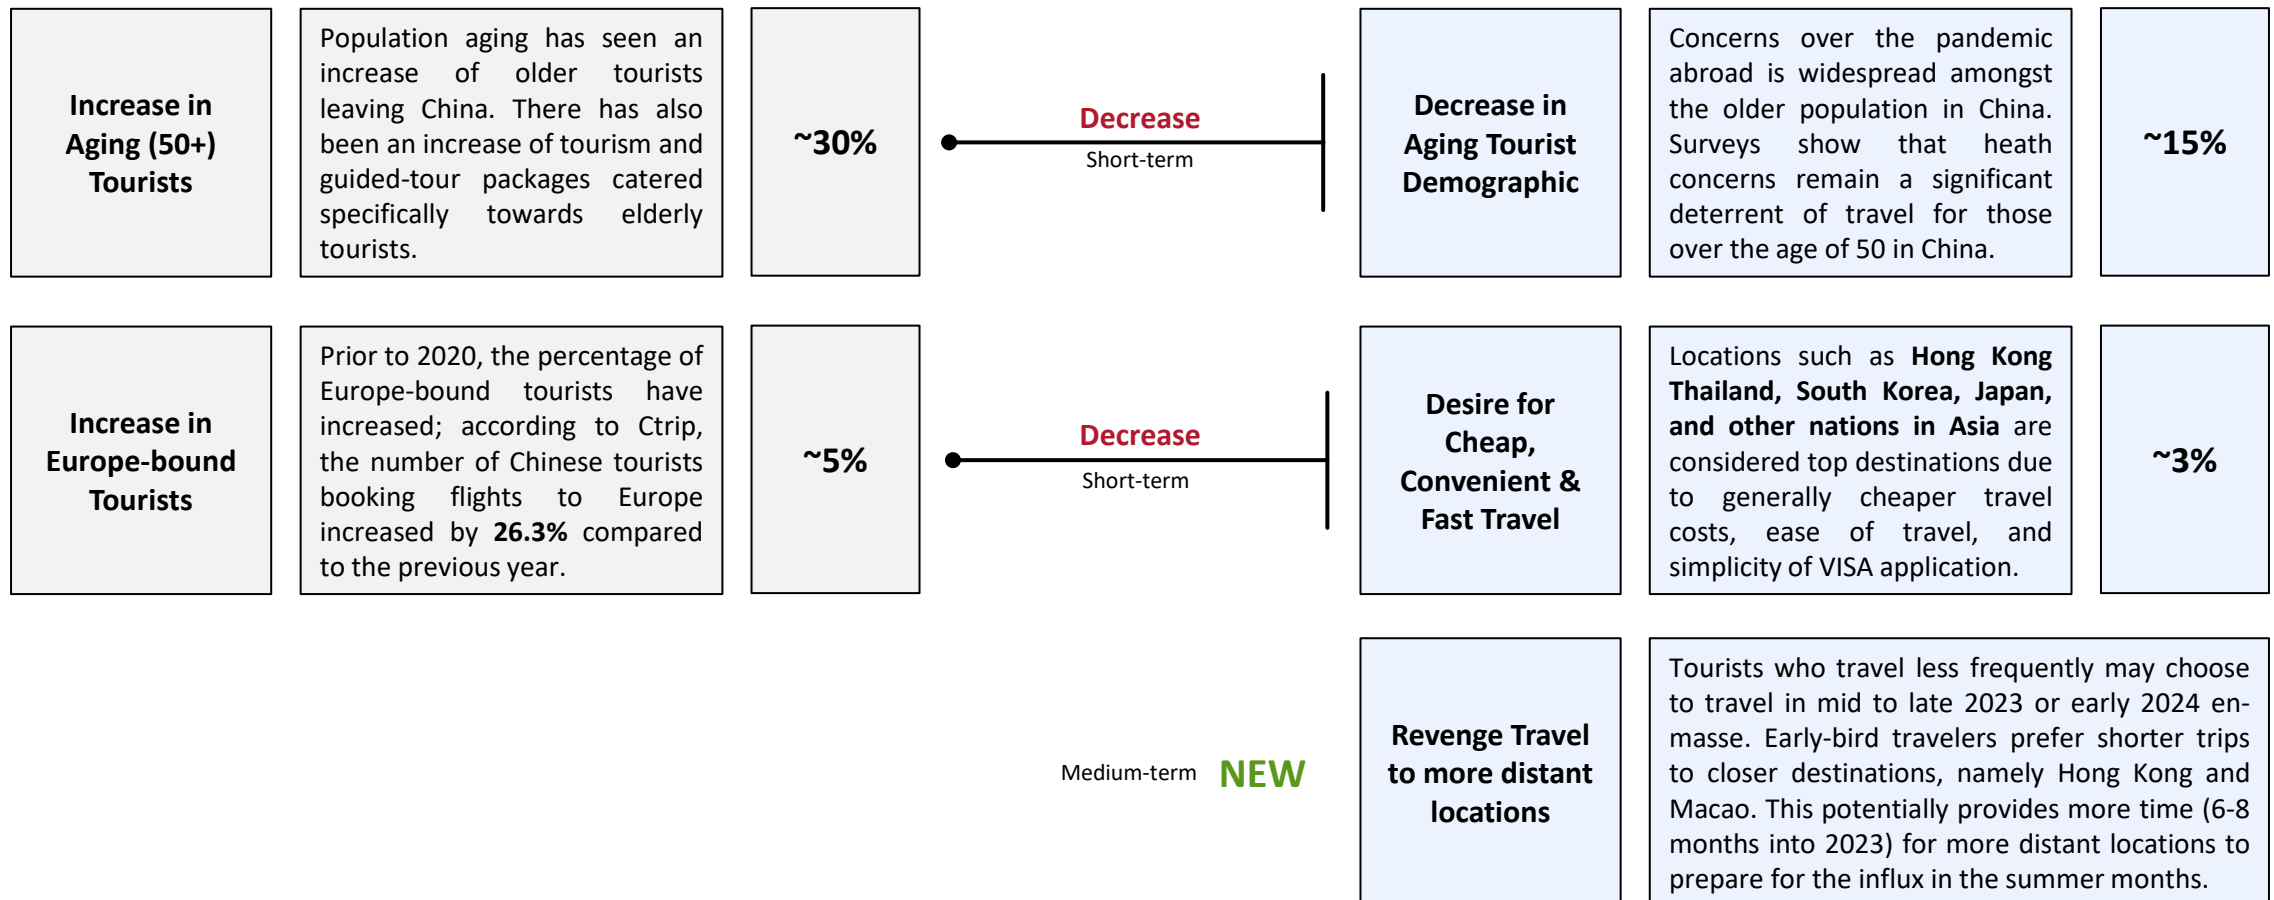 Increase in
Aging (50+)
Tourists
Population aging has seen an
increase of older tourists
leaving China. There has also
been an increase of tourism and
guided-tour packages catered
specifically towards elderly
tourists.
~30%
Decrease
Short-term
Decrease in
Aging Tourist
Demographic
Concerns over the pandemic
abroad is widespread amongst
the older population in China.
Surveys show that heath
concerns remain a significant
deterrent of travel for those
over the age of 50 in China.
~15%
Increase in
Europe-bound
Tourists
Prior to 2020, the percentage of
Europe-bound tourists have
increased; according to Ctrip,
the number of Chinese tourists
booking flights to Europe
increased by 26.3% compared
to the previous year.
~5%
Decrease
Short-term
Desire for
Cheap,
Convenient &
Fast Travel
Locations such as Hong Kong
Thailand, South Korea, Japan,
and other nations in Asia are
considered top destinations due
to generally cheaper travel
costs, ease of travel, and
simplicity of VISA application.
~3%
Medium-term NEW
Revenge Travel
to more distant
locations
Tourists who travel less frequently may choose
to travel in mid to late 2023 or early 2024 en-
masse. Early-bird travelers prefer shorter trips
to closer destinations, namely Hong Kong and
Macao. This potentially provides more time (6-8
months into 2023) for more distant locations to
prepare for the influx in the summer months.